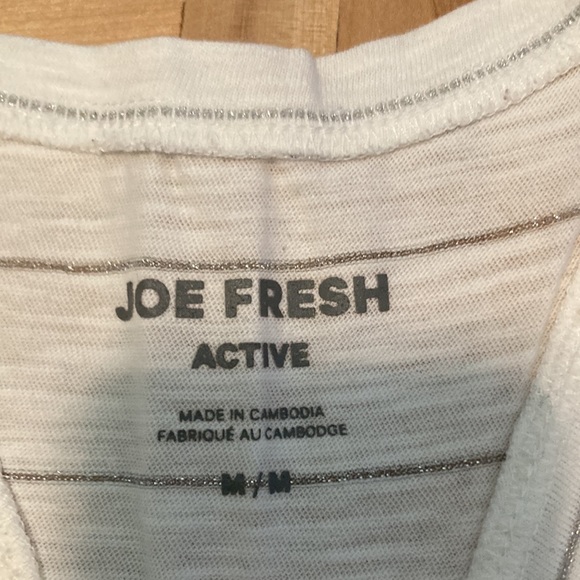 JOE FRESH
ACTIVE
MADE IN CAMBODIA
FABRIQUÉ AU CAMBODGE
M/M